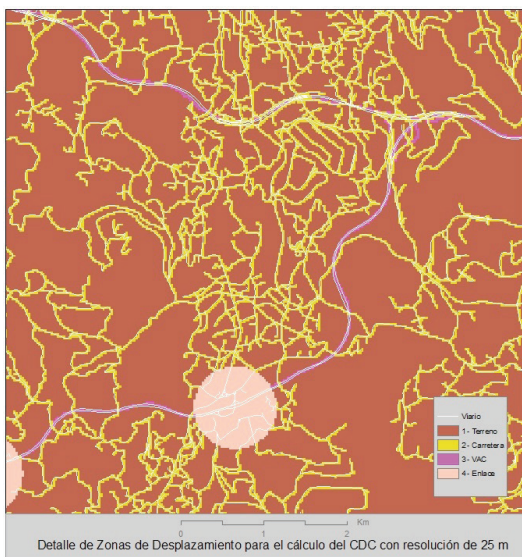 Viario
1- Terreno
2- Carretera
3- VAC
4- Enlace
Km
0 1 2
Detalle de Zonas de Desplazamiento para el cálculo del CDC con resolución de 25 m